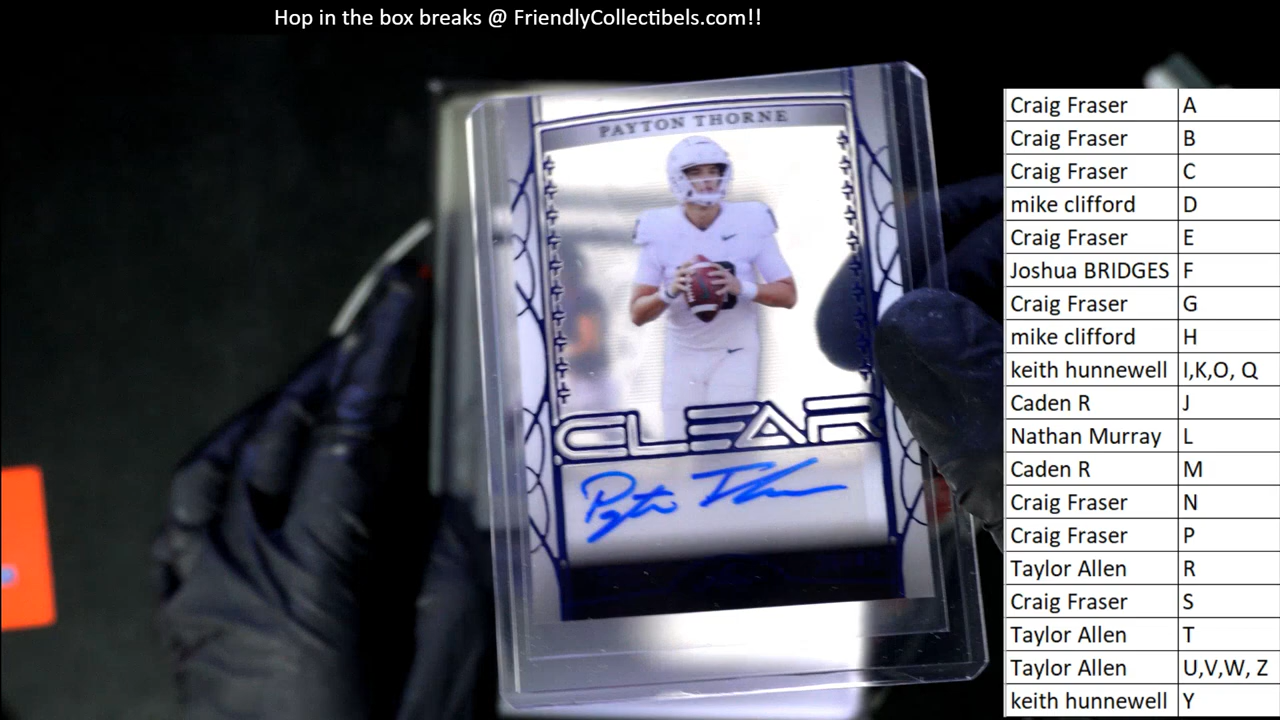 Hop in the box breaks @ FriendlyCollectibels.com!!
PAYTON THORNE
CLEAR
Payton Thorne
Craig Fraser A
Craig Fraser B
Craig Fraser C
mike clifford D
Craig Fraser E
Joshua BRIDGES F
Craig Fraser G
mike clifford H
keith hunnewell I,K,O, Q
Caden R J
Nathan Murray L
Caden R M
Craig Fraser N
Craig Fraser P
Taylor Allen R
Craig Fraser S
Taylor Allen T
Taylor Allen U,V,W, Z
keith hunnewell Y